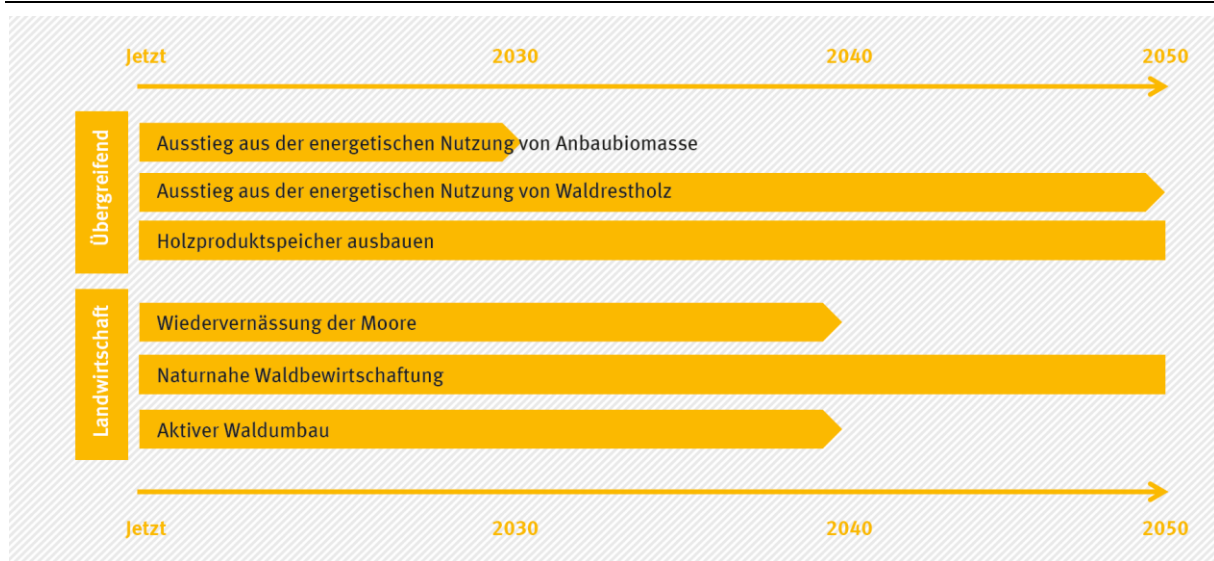 Jetzt 2030 2040 2050
Übergreifend
Ausstieg aus der energetischen Nutzung von Anbaubiomasse
Ausstieg aus der energetischen Nutzung von Waldrestholz
Holzproduktspeicher ausbauen
Landwirtschaft
Wiedervernässung der Moore
Naturnahe Waldbewirtschaftung
Aktiver Waldumbau
Jetzt 2030 2040 2050